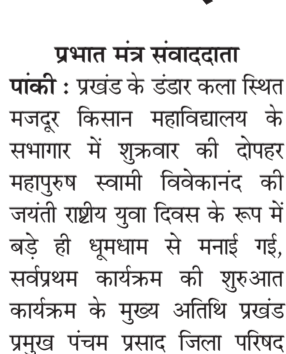 प्रभात मंत्र संवाददाता
पांकी : प्रखंड के डंडार कला स्थित
मजदूर किसान महाविद्यालय के
सभागार में शुक्रवार की दोपहर
महापुरुष स्वामी विवेकानंद की
जयंती राष्ट्रीय युवा दिवस के रूप में
बड़े ही धूमधाम से मनाई गई,
सर्वप्रथम कार्यक्रम की शुरुआत
कार्यक्रम के मुख्य अतिथि प्रखंड
प्रमुख पंचम प्रसाद जिला परिषद